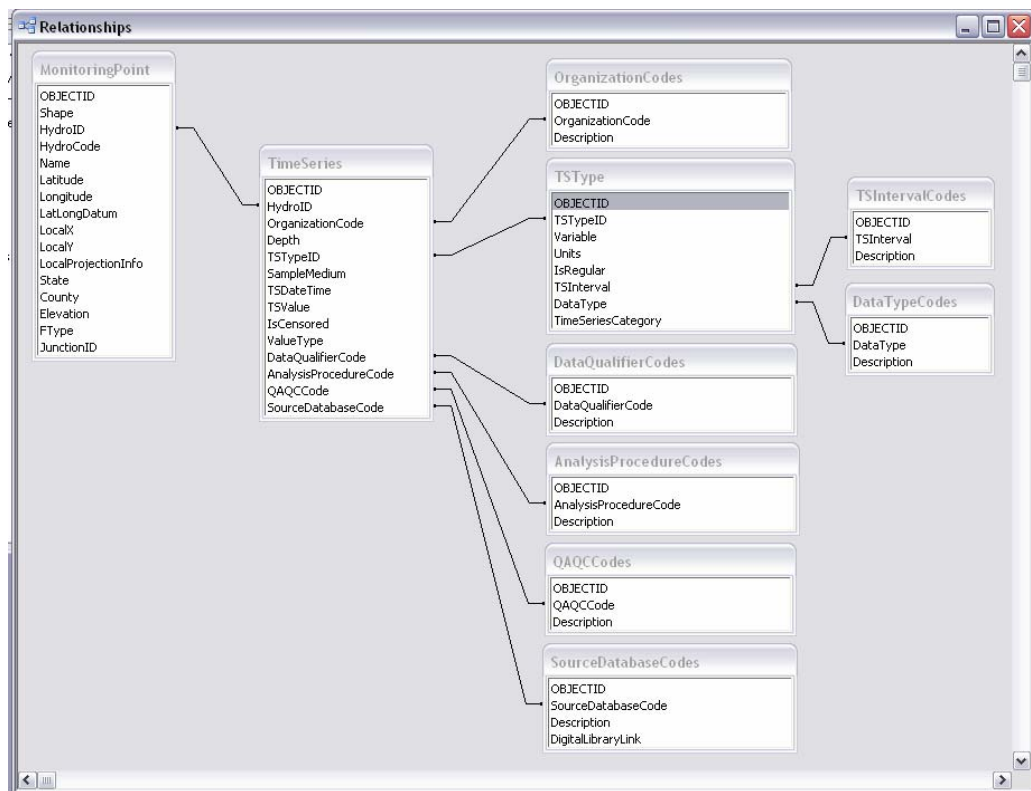 Relationships
MonitoringPoint
OBJECTID
Shape
HydroID
HydroCode
Name
Latitude
Longitude
LatLongDatum
LocalX
LocalY
LocalProjectionInfo
State
County
Elevation
FType
JunctionID
TimeSeries
OBJECTID
HydroID
OrganizationCode
Depth
TSTypeID
SampleMedium
TSDateTime
TSValue
IsCensored
ValueType
DataQualifierCode
AnalysisProcedureCode
QAQCCode
SourceDatabaseCode
OrganizationCodes
OBJECTID
OrganizationCode
Description
TSType
OBJECTID
TSTypeID
Variable
Units
IsRegular
TSInterval
DataType
TimeSeriesCategory
TSIntervalCodes
OBJECTID
TSInterval
Description
DataTypeCodes
OBJECTID
DataType
Description
DataQualifierCodes
OBJECTID
DataQualifierCode
Description
AnalysisProcedureCodes
OBJECTID
AnalysisProcedureCode
Description
QAQCCodes
OBJECTID
QAQCCode
Description
SourceDatabaseCodes
OBJECTID
SourceDatabaseCode
Description
DigitalLibraryLink